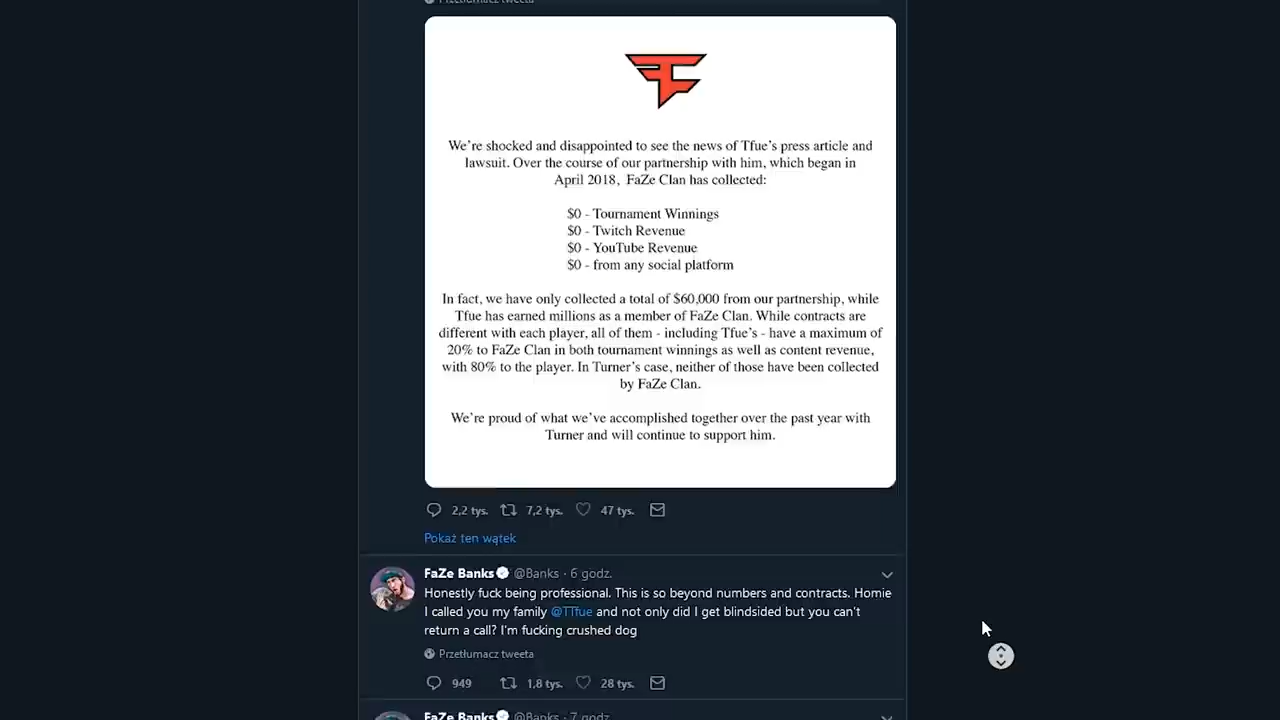 Przetłumacz tweeta
We're shocked and disappointed to see the news of Tfue's press article and
lawsuit. Over the course of our partnership with him, which began in
April 2018, FaZe Clan has collected:
$0 - Tournament Winnings
$0 - Twitch Revenue
$0 - YouTube Revenue
$0 - from any social platform
In fact, we have only collected a total of $60,000 from our partnership, while
Tfue has earned millions as a member of FaZe Clan. While contracts are
different with each player, all of them - including Tfue's - have a maximum of
20% to FaZe Clan in both tournament winnings as well as content revenue,
with 80% to the player. In Turner's case, neither of those have been collected
by FaZe Clan.
We're proud of what we've accomplished together over the past year with
Turner and will continue to support him.
2,2 tys. 7,2 tys. 47 tys.
Pokaż ten wątek
FaZe Banks @Banks · 6 godz.
Honestly fuck being professional. This is so beyond numbers and contracts. Homie
I called you my family @TTfue and not only did I get blindsided but you can't
return a call? I'm fucking crushed dog
Przetłumacz tweeta
949 1,8 tys. 28 tys.
FaZe Banks @Banks · 7 godz.